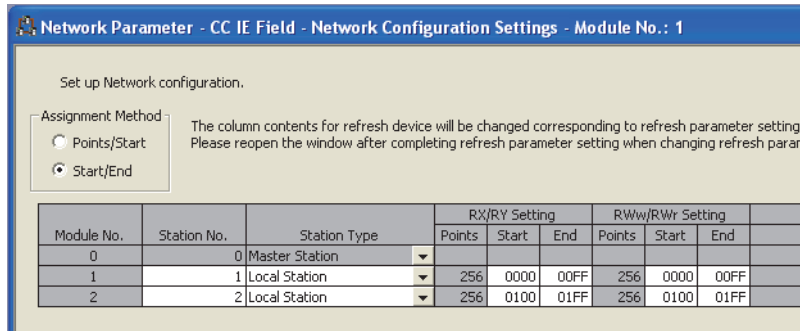 Network Parameter - CC IE Field - Network Configuration Settings - Module No.: 1
Set up Network configuration.
Assignment Method
Points/Start
Start/End
The column contents for refresh device will be changed corresponding to refresh parameter setting
Please reopen the window after completing refresh parameter setting when changing refresh para
RX/RY Setting RWw/RWr Setting
Module No. Station No. Station Type Points Start End Points Start End
0 0 Master Station
1 1 Local Station 256 0000 00FF 256 0000 00FF
2 2 Local Station 256 0100 01FF 256 0100 01FF